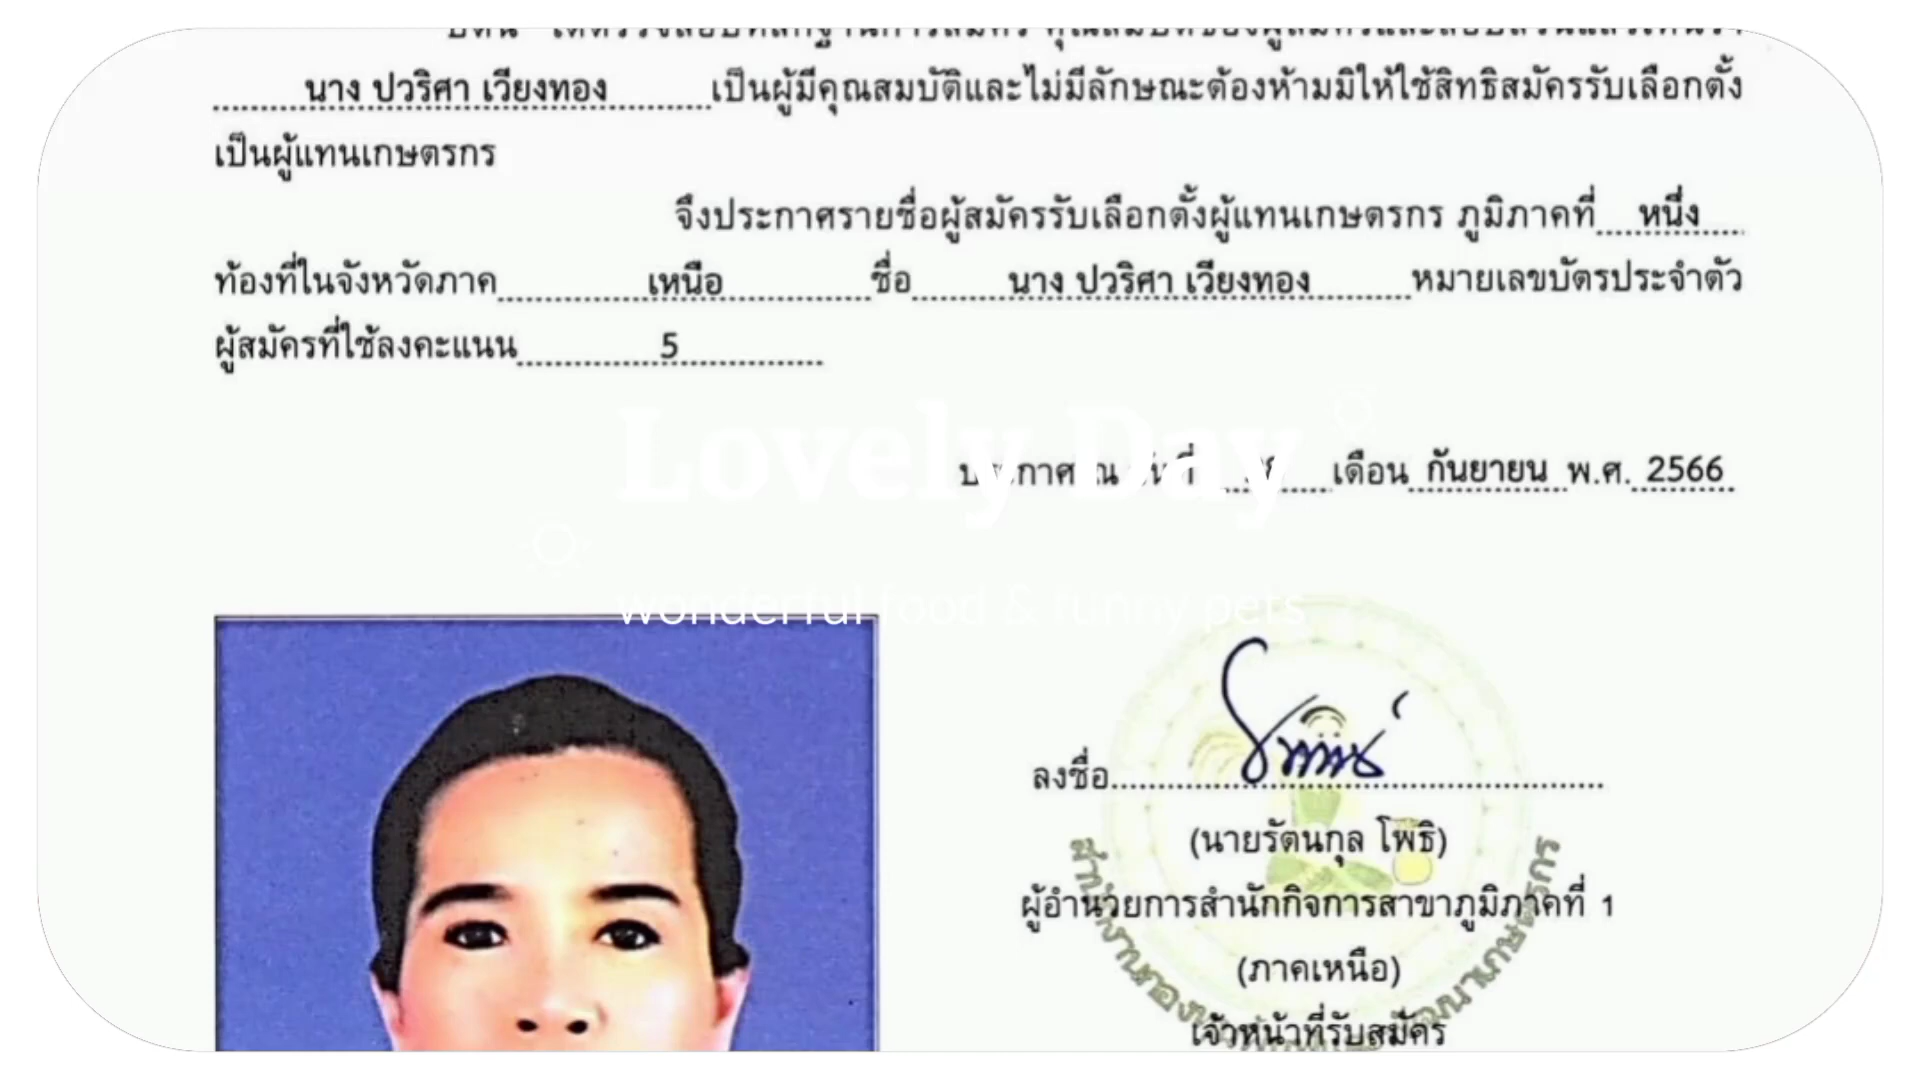 นาง ปวริศา เวียงทอง เป็นผู้มีคุณสมบัติและไม่มีลักษณะต้องห้ามมิให้ใช้สิทธิสมัครรับเลือกตั้ง
เป็นผู้แทนเกษตรกร
จึงประกาศรายชื่อผู้สมัครรับเลือกตั้งผู้แทนเกษตรกร ภูมิภาคที่ หนึ่ง
ท้องที่ในจังหวัดภาค เหนือ ชื่อ นาง ปวริศา เวียงทอง หมายเลขบัตรประจำตัว
ผู้สมัครที่ใช้ลงคะแนน 5
Lovely Day
ประกาศ ณ วันที่ เดือน กันยายน พ.ศ. 2566
wonderful food & funny pets
ลงชื่อ
(นายรัตนกุล โพธิ)
ผู้อำนวยการสำนักกิจการสาขาภูมิภาคที่ 1
(ภาคเหนือ)
เจ้าหน้าที่รับสมัคร